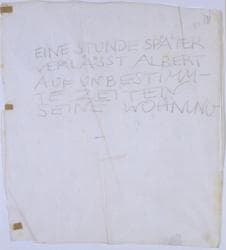 EINE STUNDE SPÄTER
VERLÄSST ALBERT
AUF UNBESTIMM-
TE ZEITEN
SEINE WOHNUNG